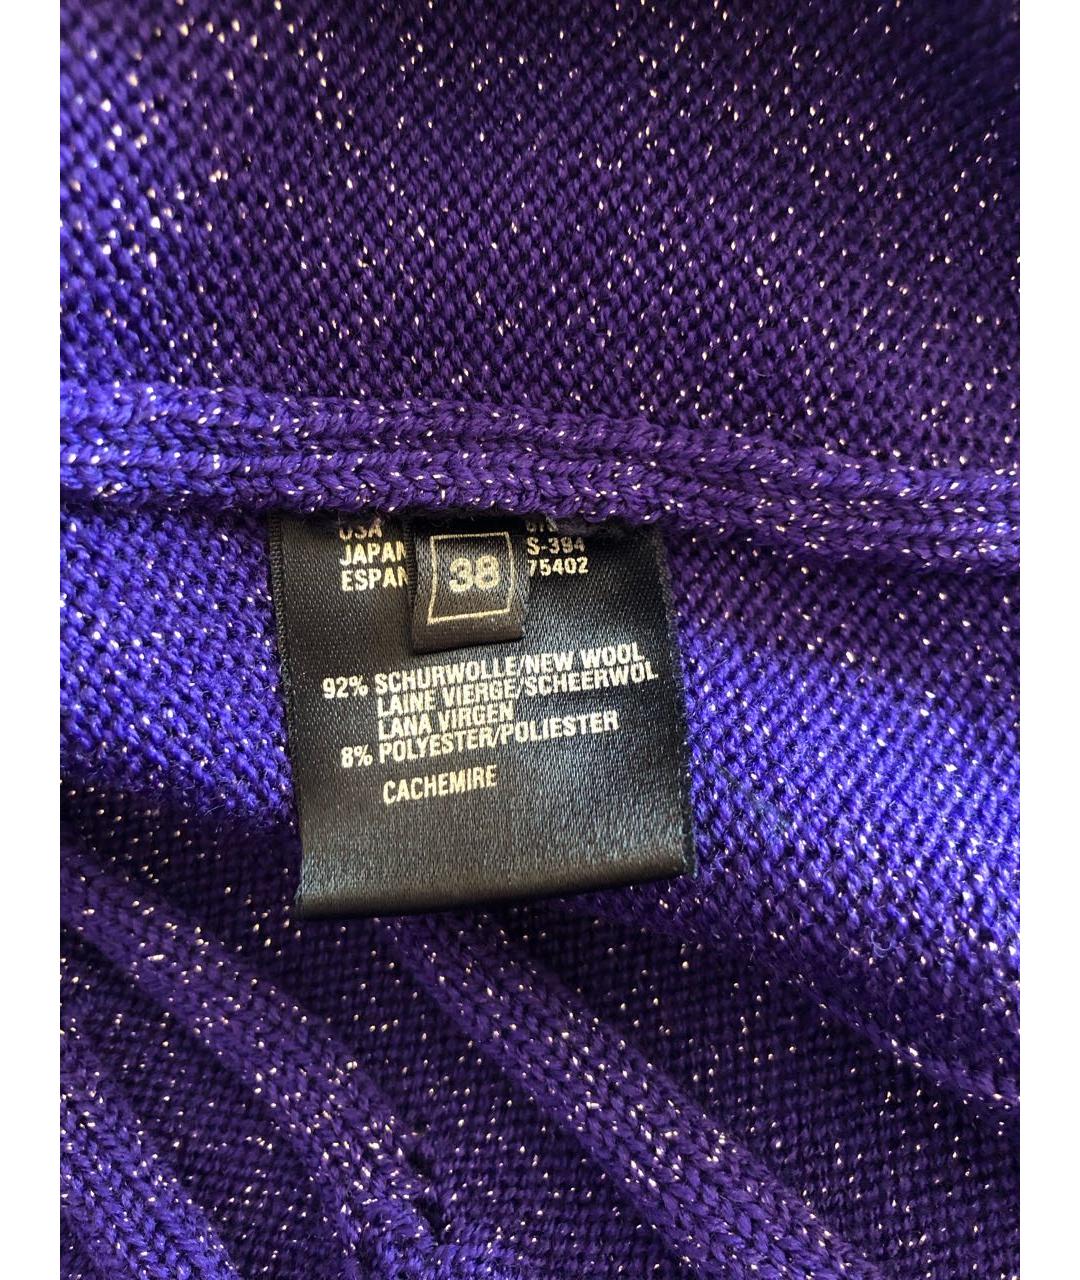 USA
JAPAN S-394
ESPAN 75402
38
92% SCHURWOLLE/NEW WOOL
LAINE VIERGE/SCHEERWOL
LANA VIRGEN
8% POLYESTER/POLIESTER
CACHEMIRE